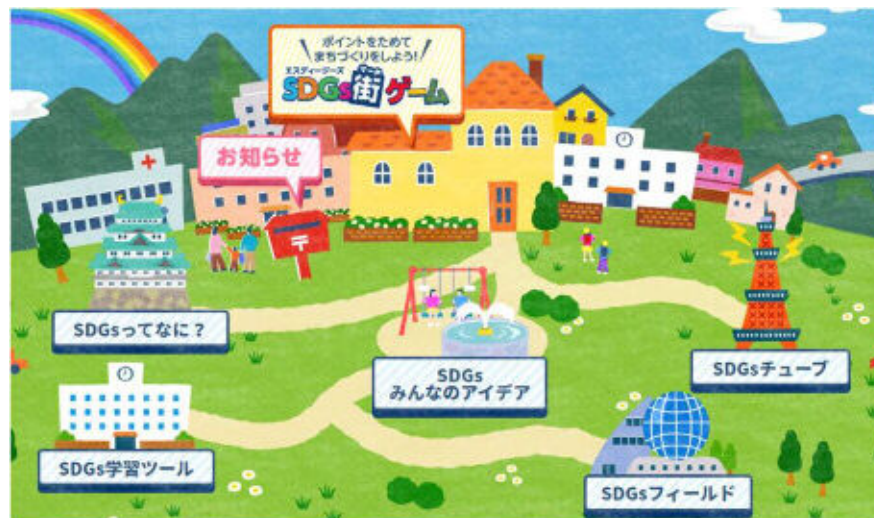 ポイントをためて
まちづくりをしよう!
エスディージーズ
マーチ
SDGs街ゲーム
お知らせ
〒
SDGsってなに？
SDGs
みんなのアイデア
SDGsチューブ
SDGs学習ツール
SDGsフィールド